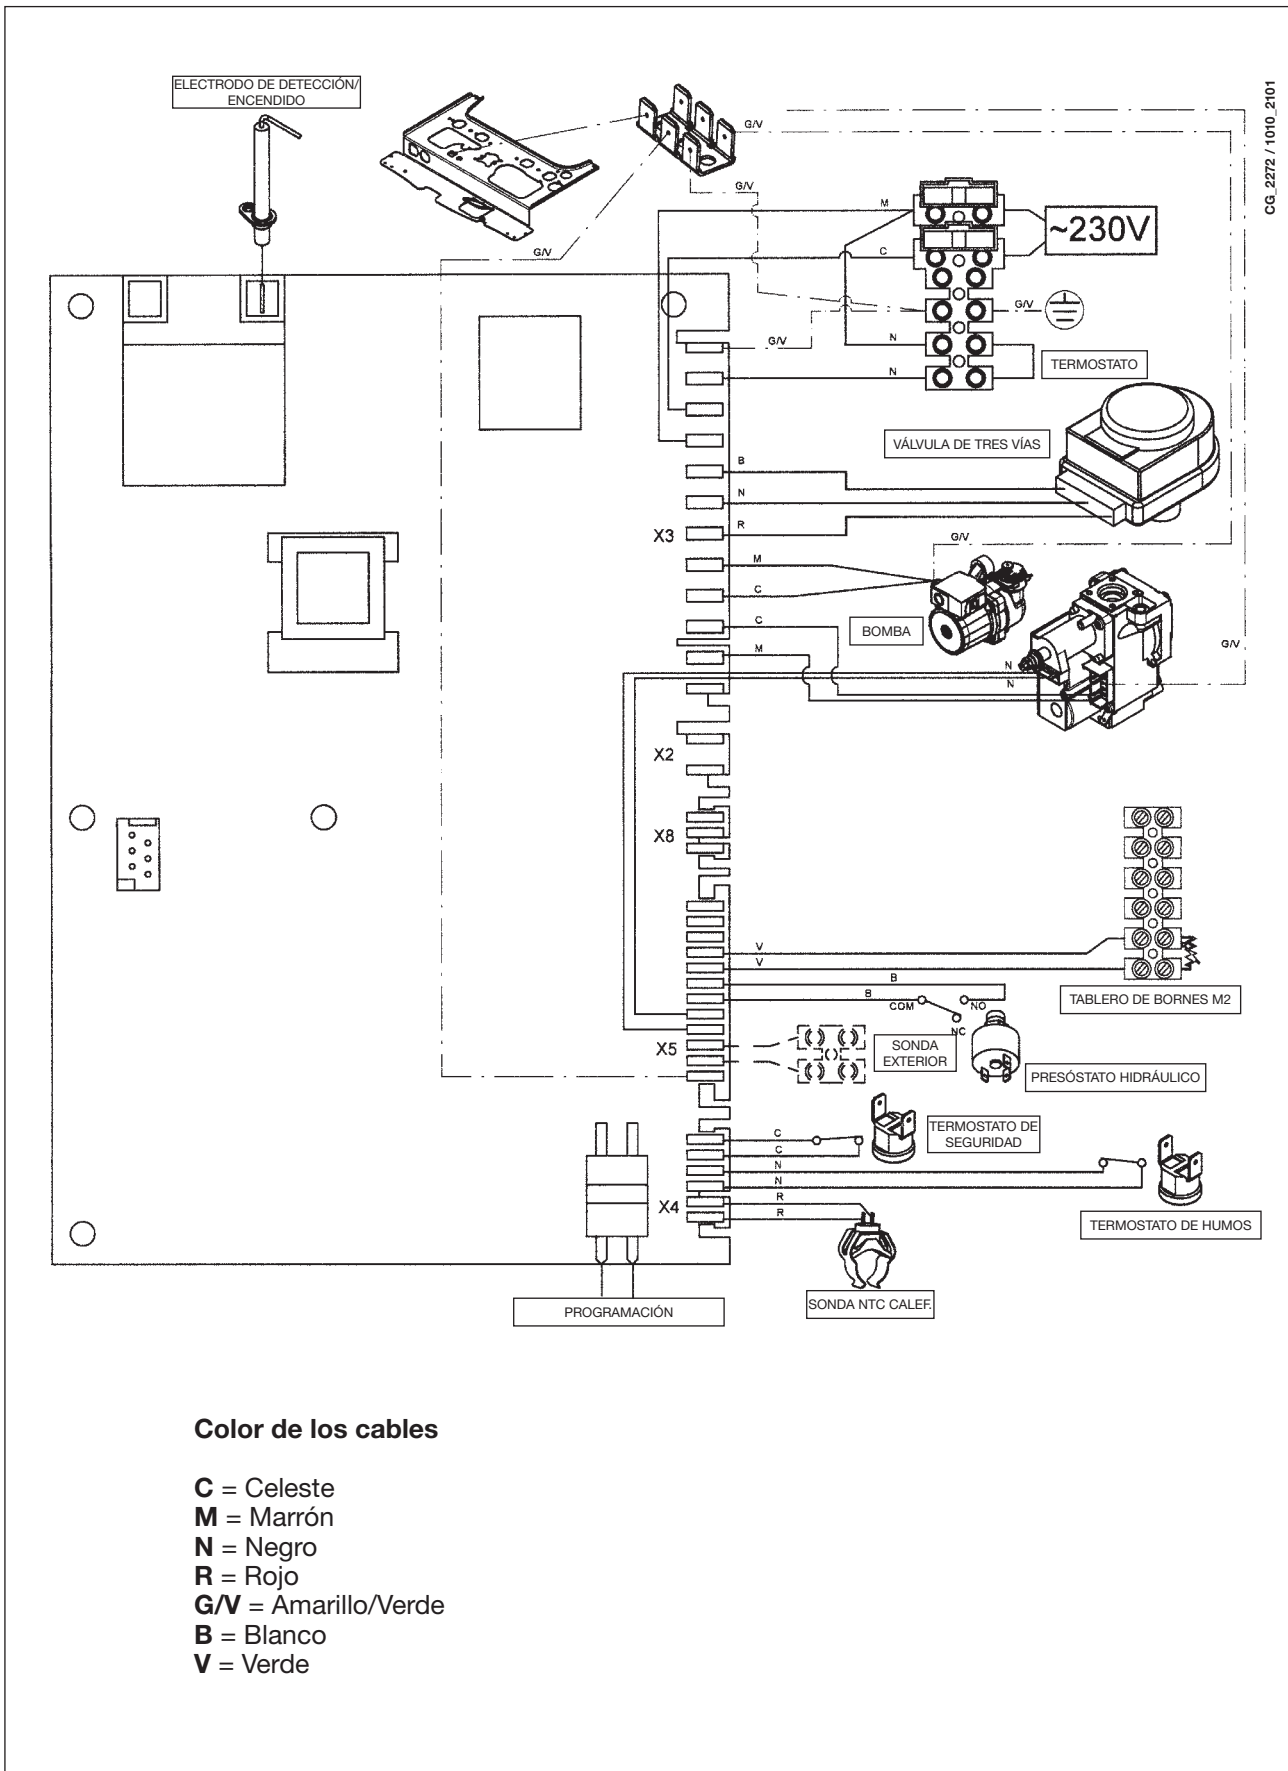 ELECTRODO DE DETECCIÓN/
ENCENDIDO
CG_2272 / 1010_2101
G/V
G/V
G/V
M
~230V
C
G/V
G/V
N
TERMOSTATO
N
VÁLVULA DE TRES VÍAS
B
N
R
X3
G/V
M
C
BOMBA
C
G/V
M
N
N
X2
X8
V
V
B
B
COM
NO
NC
TABLERO DE BORNES M2
X5
SONDA
EXTERIOR
PRESÓSTATO HIDRÁULICO
TERMOSTATO DE
SEGURIDAD
C
C
N
N
R
R
X4
TERMOSTATO DE HUMOS
SONDA NTC CALEF.
PROGRAMACIÓN
Color de los cables
C = Celeste
M = Marrón
N = Negro
R = Rojo
G/V = Amarillo/Verde
B = Blanco
V = Verde